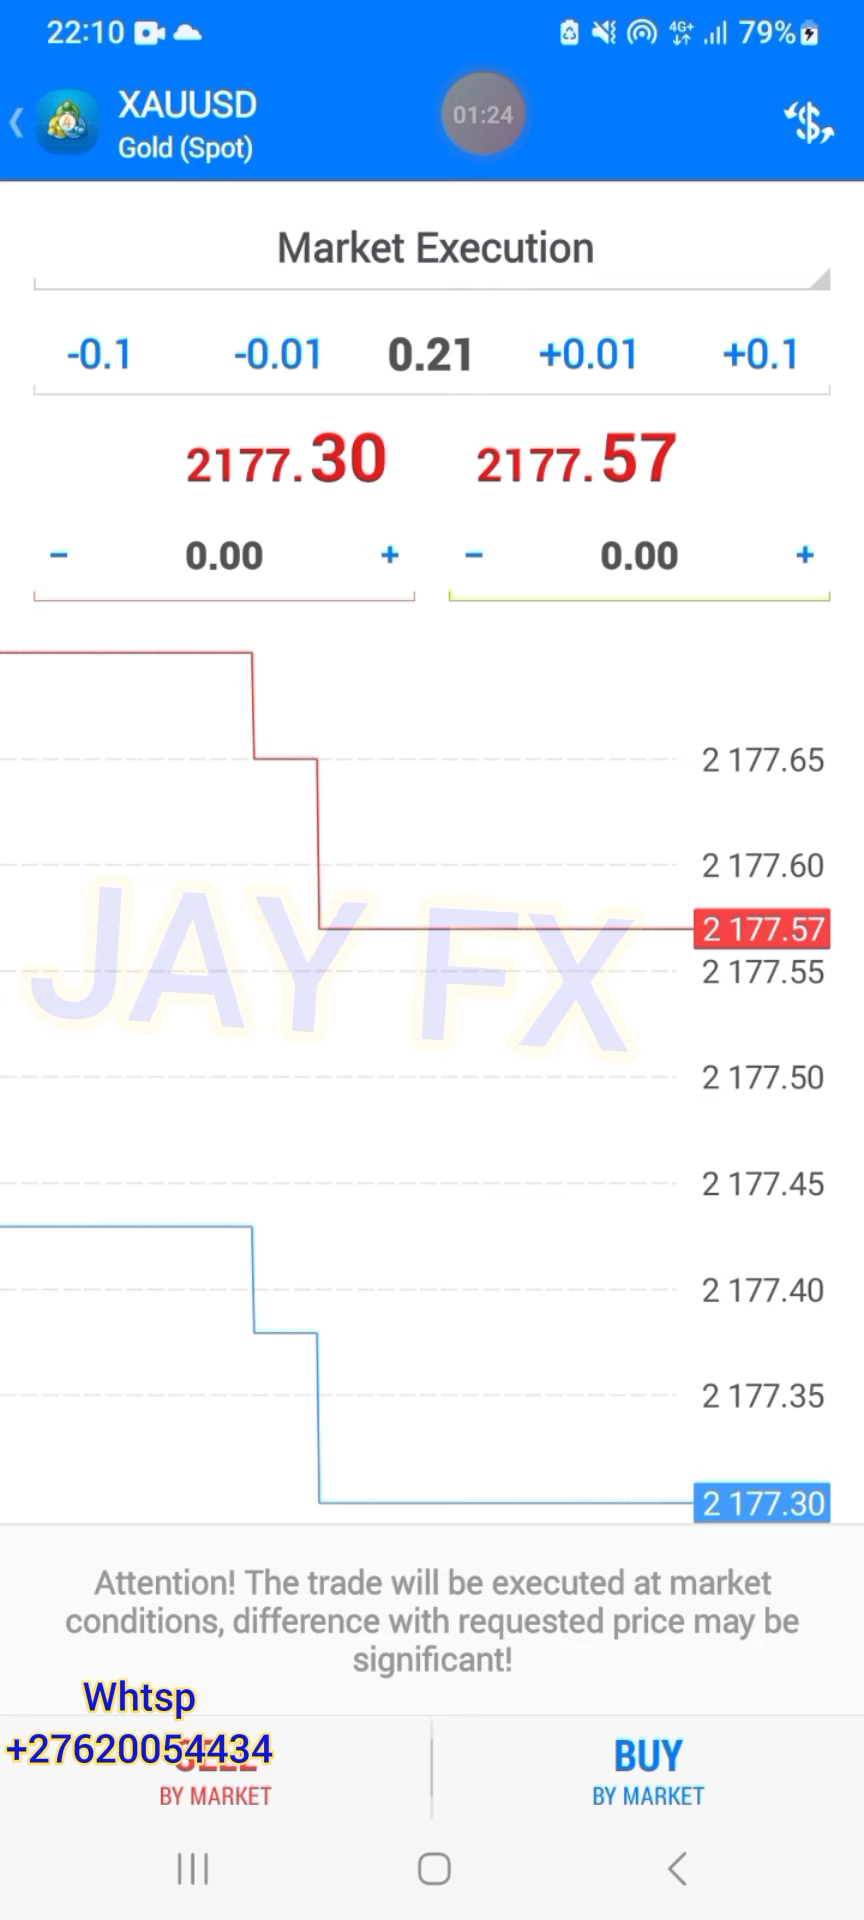 22:10 4G+ 79%
XAUUSD
Gold (Spot)
01:24
Market Execution
-0.1 -0.01 0.21 +0.01 +0.1
2177.30 2177.57
- 0.00 + - 0.00 +
2 177.65
2 177.60
2 177.57
2 177.55
JAY FX
2 177.50
2 177.45
2 177.40
2 177.35
2 177.30
Attention! The trade will be executed at market
conditions, difference with requested price may be
significant!
Whtsp
+27620054434
SELL BUY
BY MARKET BY MARKET